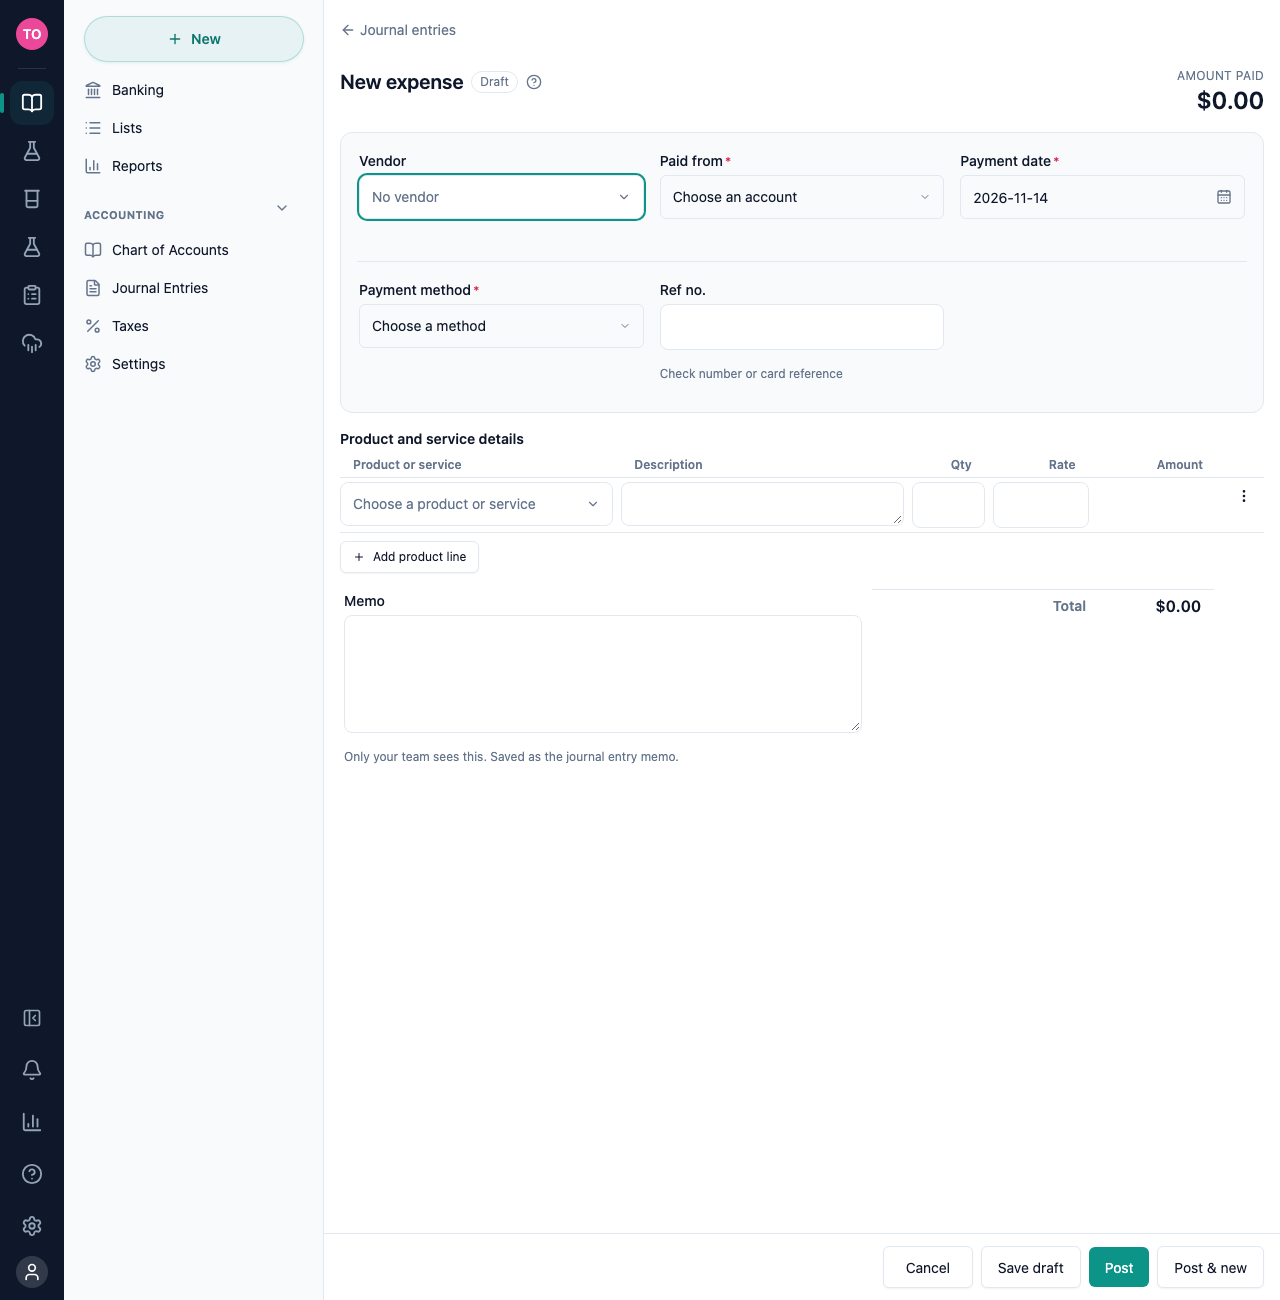 TO
New
Banking
Lists
Reports
ACCOUNTING
Chart of Accounts
Journal Entries
Taxes
Settings
Journal entries
New expense Draft
AMOUNT PAID
$0.00
Vendor Paid from* Payment date*
No vendor Choose an account 2026-11-14
Payment method* Ref no.
Choose a method
Check number or card reference
Product and service details
Product or service Description Qty Rate Amount
Choose a product or service
Add product line
Memo Total $0.00
Only your team sees this. Saved as the journal entry memo.
Cancel Save draft Post Post & new